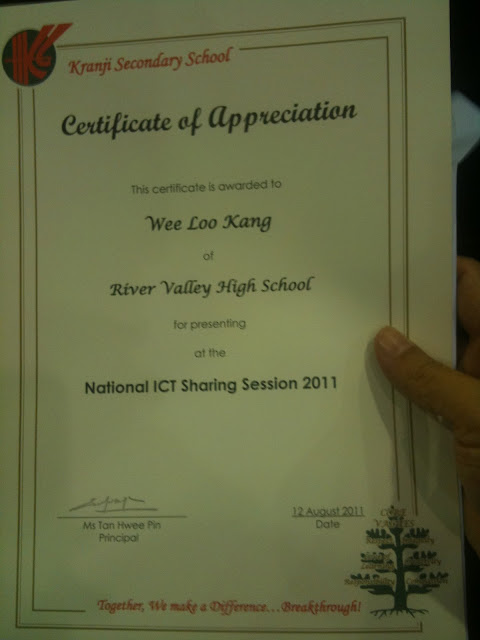 Kranji Secondary School
Certificate of Appreciation
This certificate is awarded to
Wee Loo Kang
of
River Valley High School
for presenting
at the
National ICT Sharing Session 2011
Ms Tan Hwee Pin
Principal
12 August 2011
Date
CORE
VALUES
Together, We make a Difference...Breakthrough!